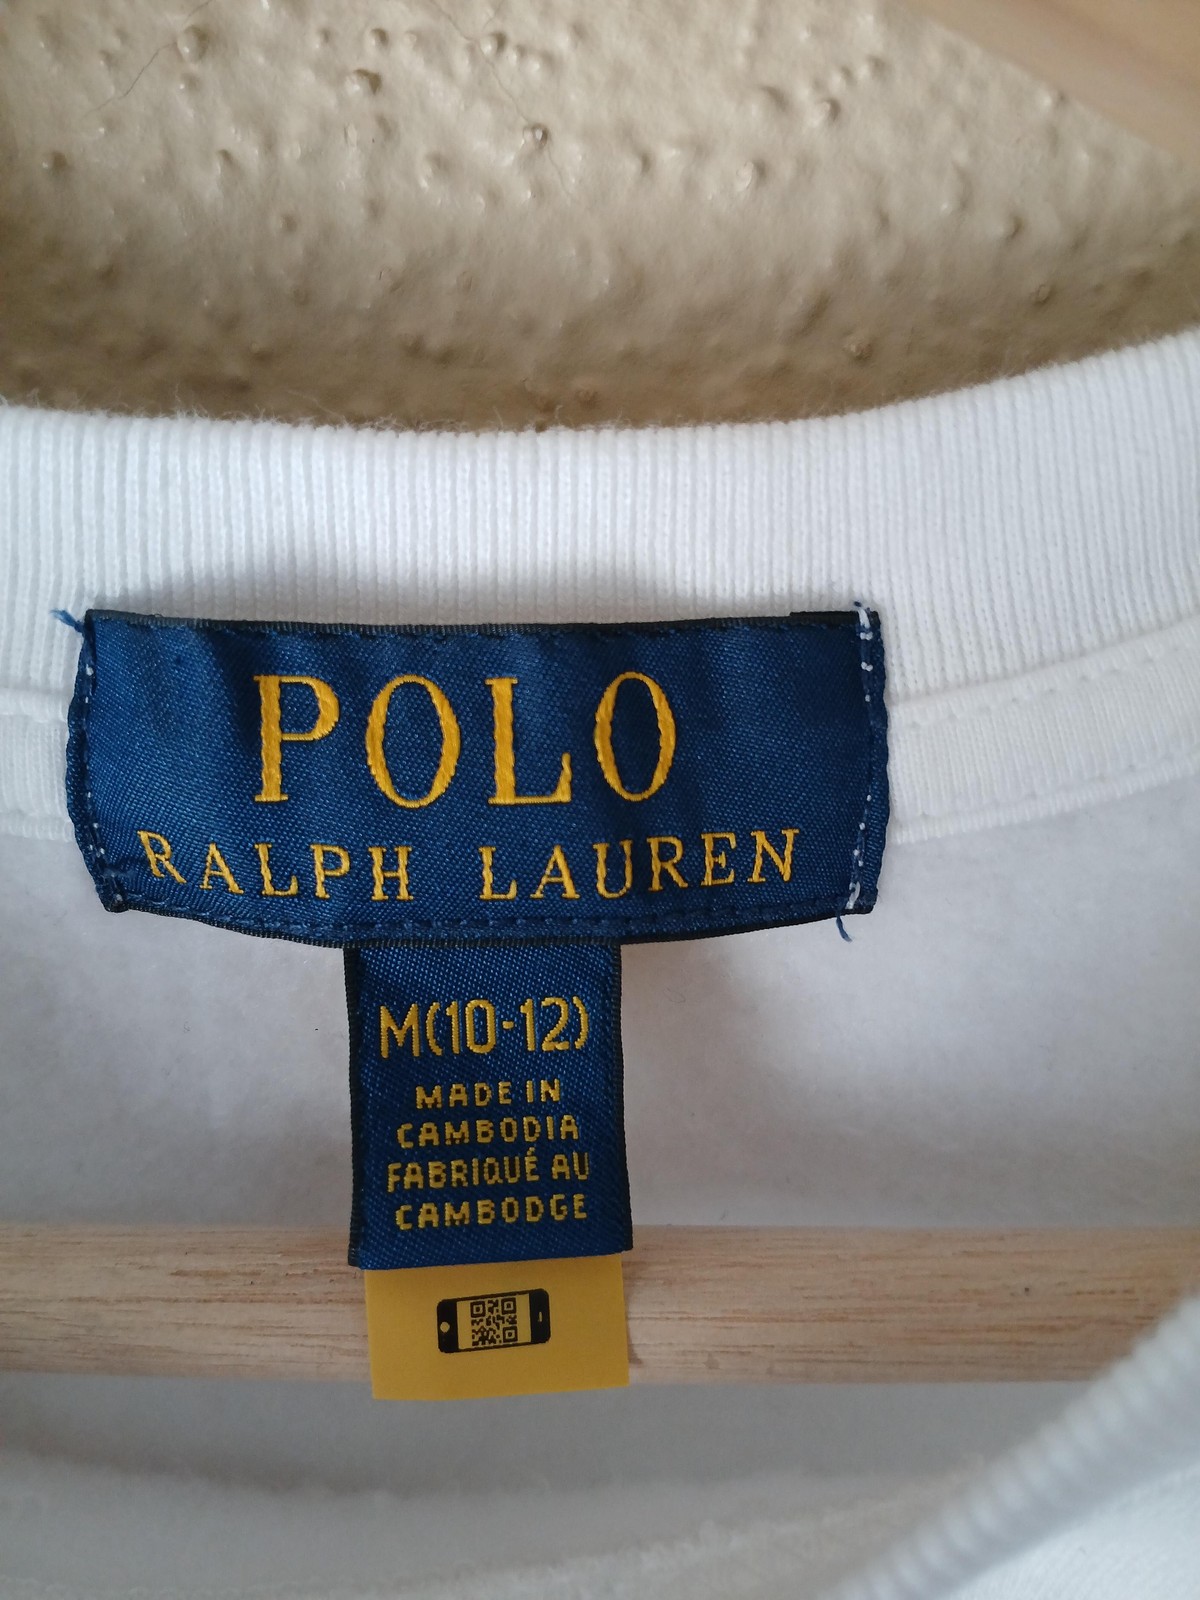 POLO
RALPH LAUREN
M(10-12)
MADE IN
CAMBODIA
FABRIQUÉ AU
CAMBODGE